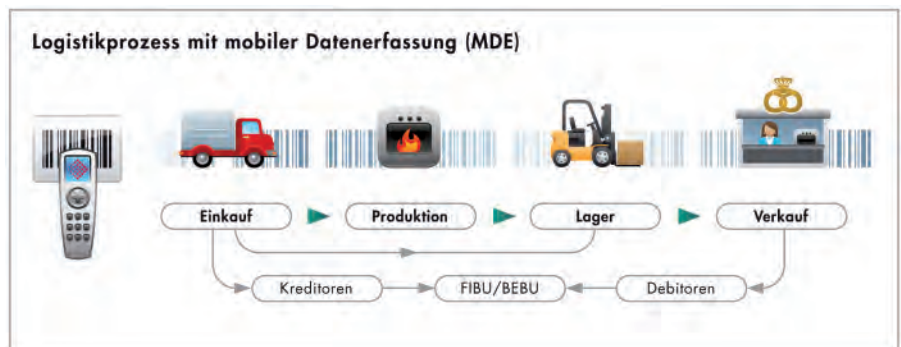 Logistikprozess mit mobiler Datenerfassung (MDE)
Einkauf
Produktion
Lager
Verkauf
Kreditoren
FIBU/BEBU
Debitoren